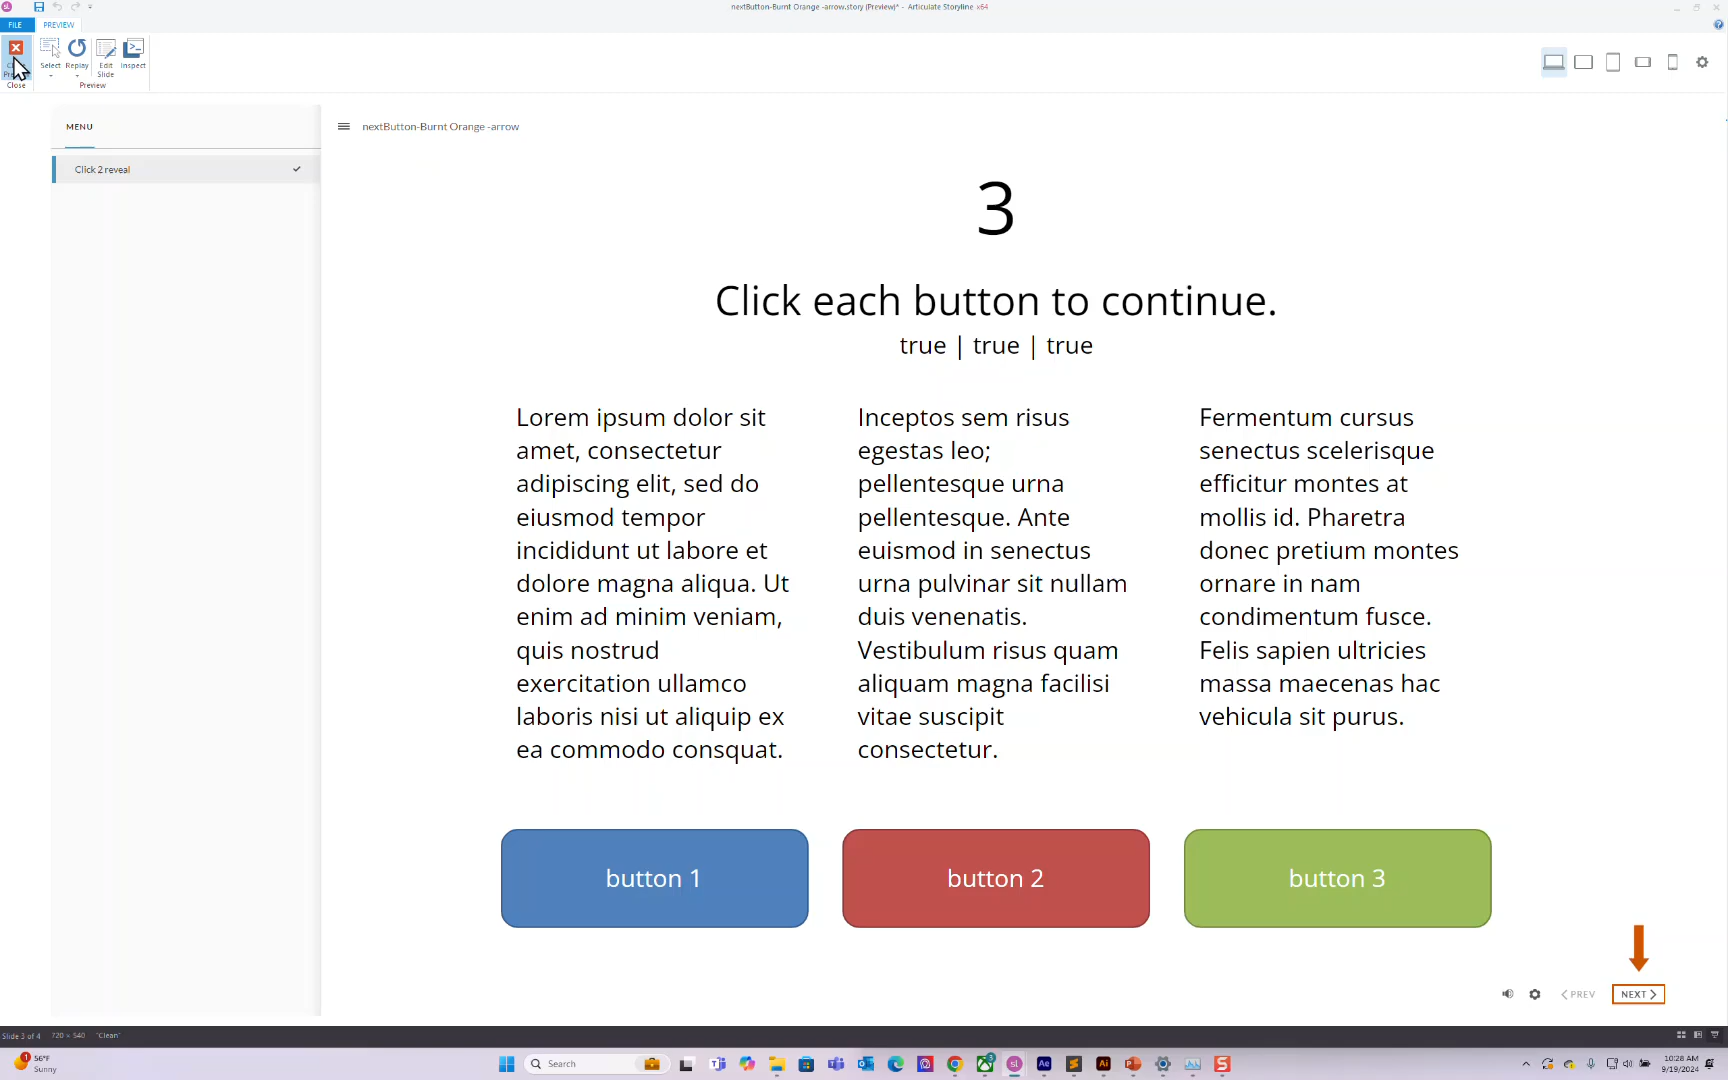 nextButton-Burnt Orange -arrow.story (Preview)* - Articulate Storyline x64
FILE
PREVIEW
Select
Replay
Edit
Slide
Inspect
Close
Preview
MENU
Click 2 reveal
nextButton-Burnt Orange -arrow
3
Click each button to continue.
true | true | true
Lorem ipsum dolor sit
amet, consectetur
adipiscing elit, sed do
eiusmod tempor
incididunt ut labore et
dolore magna aliqua. Ut
enim ad minim veniam,
quis nostrud
exercitation ullamco
laboris nisi ut aliquip ex
ea commodo consquat.
Inceptos sem risus
egestas leo;
pellentesque urna
pellentesque. Ante
euismod in senectus
urna pulvinar sit nullam
duis venenatis.
Vestibulum risus quam
aliquam magna facilisi
vitae suscipit
consectetur.
Fermentum cursus
senectus scelerisque
efficitur montes at
mollis id. Pharetra
donec pretium montes
ornare in nam
condimentum fusce.
Felis sapien ultricies
massa maecenas hac
vehicula sit purus.
button 1
button 2
button 3
PREV
NEXT
Slide 3 of 4
720 × 540
"Clean"
56°F
Sunny
Search
10:28 AM
9/19/2024